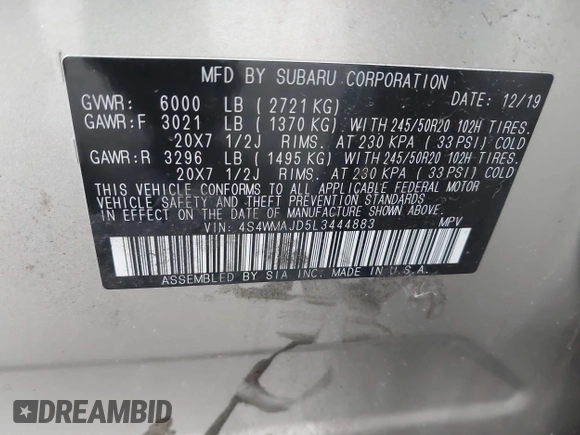 MFD BY SUBARU CORPORATION
GVWR: 6000 LB (2721 KG) DATE: 12/19
GAWR:F 3021 LB (1370 KG) WITH 245/50R20 102H TIRES.
20X7 1/2J RIMS. AT 230 KPA (33 PSI) COLD
GAWR:R 3296 LB (1495 KG) WITH 245/50R20 102H TIRES.
20X7 1/2J RIMS. AT 230 KPA (33 PSI) COLD
THIS VEHICLE CONFORMS TO ALL APPLICABLE FEDERAL MOTOR
VEHICLE SAFETY AND THEFT PREVENTION STANDARDS
IN EFFECT ON THE DATE OF MANUFACTURE SHOWN ABOVE.
VIN: 4S4WMAJD5L3444883 MPV
ASSEMBLED BY SIA INC. MADE IN U.S.A.
DREAMBID